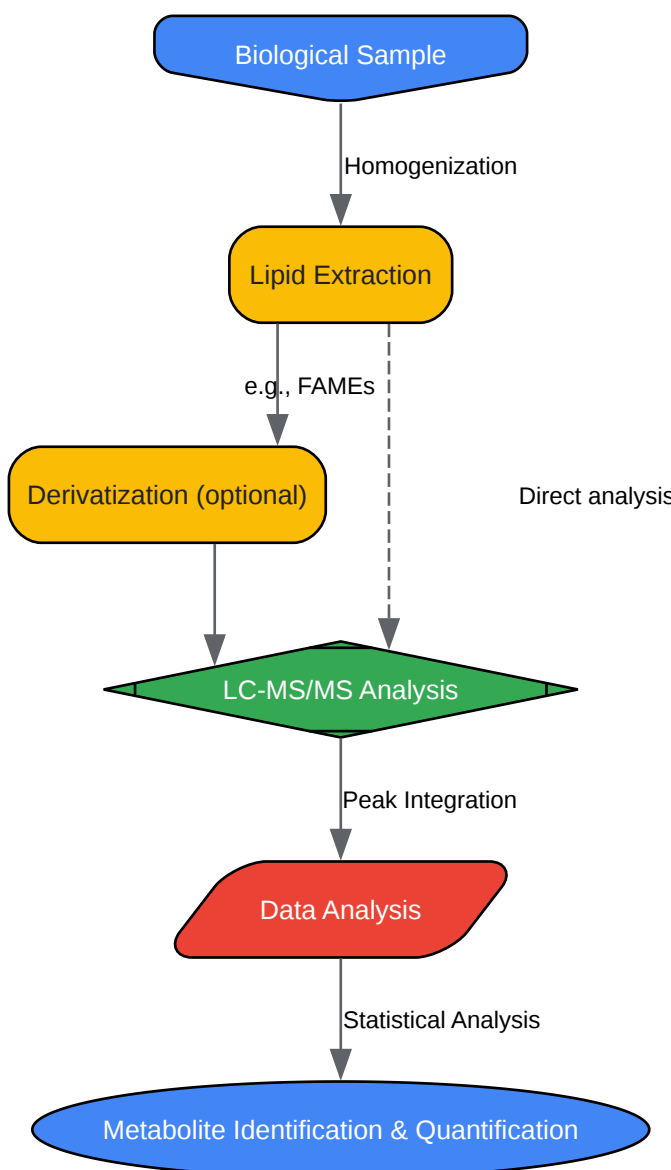 Biological Sample
Homogenization
Lipid Extraction
e.g., FAMEs
Derivatization (optional)
Direct analysis
LC-MS/MS Analysis
Peak Integration
Data Analysis
Statistical Analysis
Metabolite Identification & Quantification